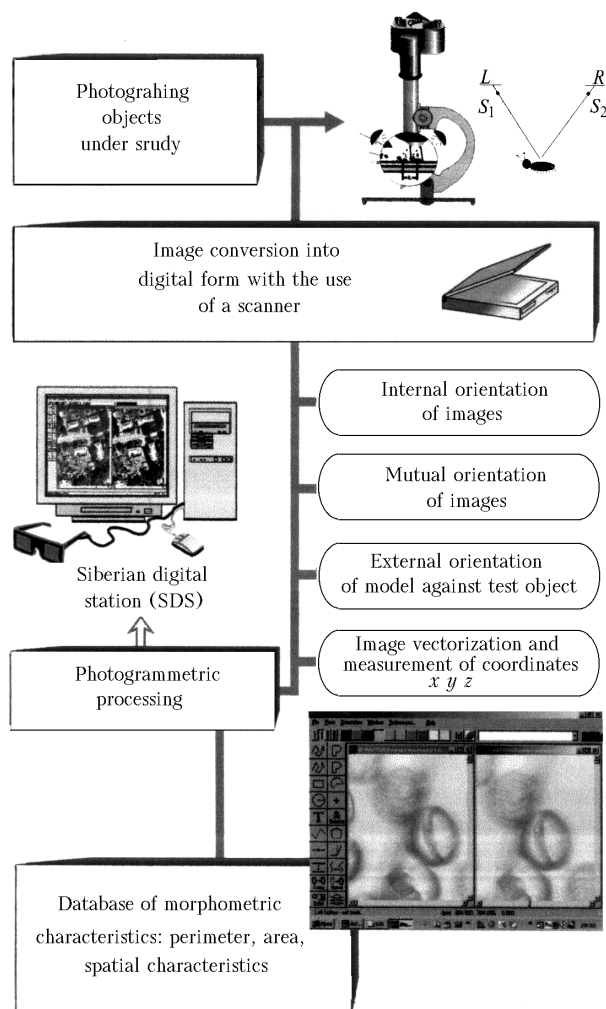 Photograhing
objects
under srudy
L
R
S1
S2
Image conversion into
digital form with the use
of a scanner
Internal orientation
of images
Mutual orientation
of images
Siberian digital
station (SDS)
External orientation
of model against test object
Image vectorization and
measurement of coordinates
x y z
Photogrammetric
processing
Database of morphometric
characteristics: perimeter, area,
spatial characteristics